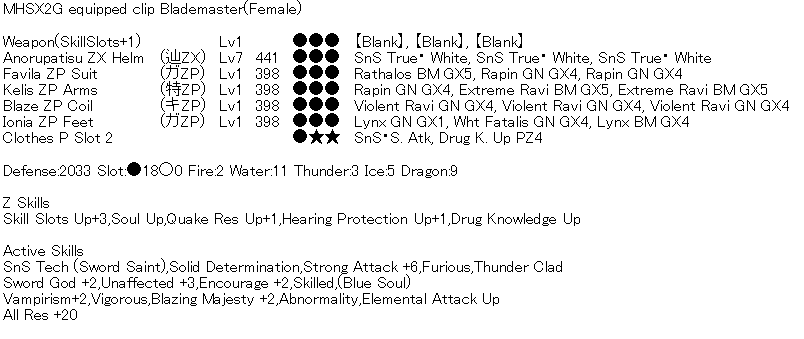 MHSX2G equipped clip Blademaster(Female)
Weapon(SkillSlots+1) Lv1 ●●● 【Blank】, 【Blank】, 【Blank】
Anorupatisu ZX Helm (辿ZX) Lv7 441 ●●● SnS True・White, SnS True・White, SnS True・White
Favila ZP Suit (ガZP) Lv1 398 ●●● Rathalos BM GX5, Rapin GN GX4, Rapin GN GX4
Kelis ZP Arms (特ZP) Lv1 398 ●●● Rapin GN GX4, Extreme Ravi BM GX5, Extreme Ravi BM GX5
Blaze ZP Coil (キZP) Lv1 398 ●●● Violent Ravi GN GX4, Violent Ravi GN GX4, Violent Ravi GN GX4
Ionia ZP Feet (ガZP) Lv1 398 ●●● Lynx GN GX1, Wht Fatalis GN GX4, Lynx BM GX4
Clothes P Slot 2 ●★★ SnS・S. Atk, Drug K. Up PZ4
Defense:2033 Slot:●18○0 Fire:2 Water:11 Thunder:3 Ice:5 Dragon:9
Z Skills
Skill Slots Up+3,Soul Up,Quake Res Up+1,Hearing Protection Up+1,Drug Knowledge Up
Active Skills
SnS Tech (Sword Saint),Solid Determination,Strong Attack +6,Furious,Thunder Clad
Sword God +2,Unaffected +3,Encourage +2,Skilled,(Blue Soul)
Vampirism+2,Vigorous,Blazing Majesty +2,Abnormality,Elemental Attack Up
All Res +20